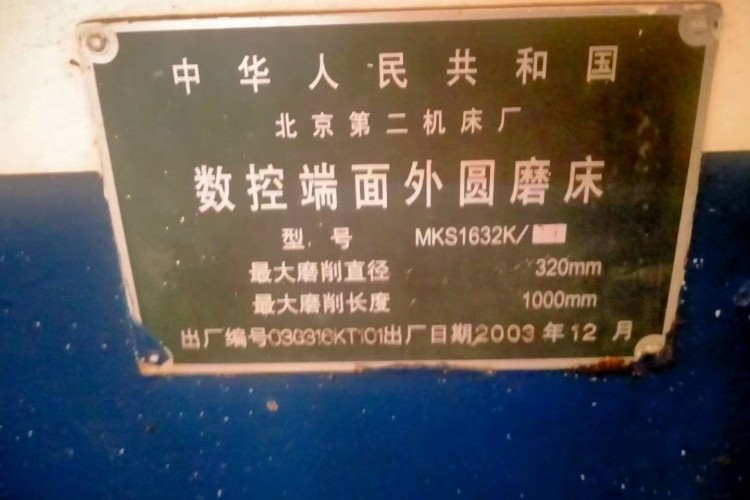 中华人民共和国
北京第二机床厂
数控端面外圆磨床
型号 MKS1632K/
最大磨削直径 320mm
最大磨削长度 1000mm
出厂编号03G316KT101出厂日期2003年12月